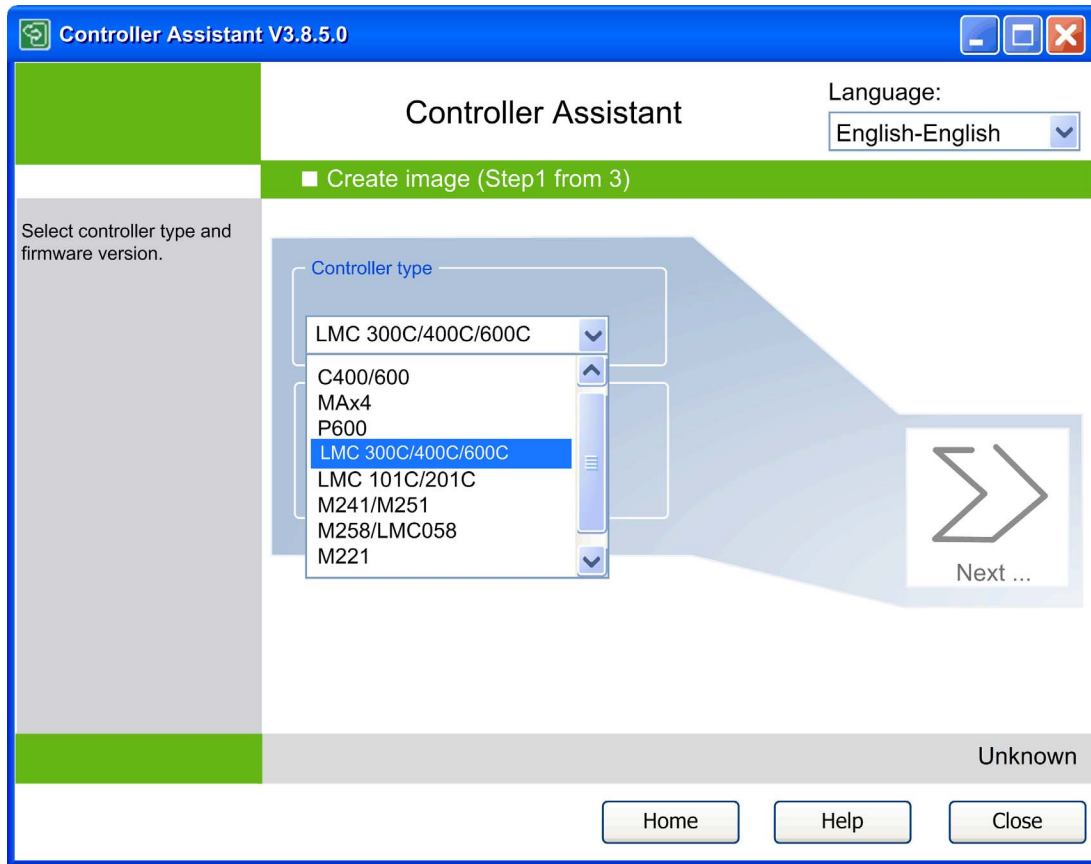 Controller Assistant V3.8.5.0
Controller Assistant
Language:
English-English
Create image (Step1 from 3)
Select controller type and
firmware version.
Controller type
LMC 300C/400C/600C
C400/600
MAx4
P600
LMC 300C/400C/600C
LMC 101C/201C
M241/M251
M258/LMC058
M221
Next ...
Unknown
Home
Help
Close